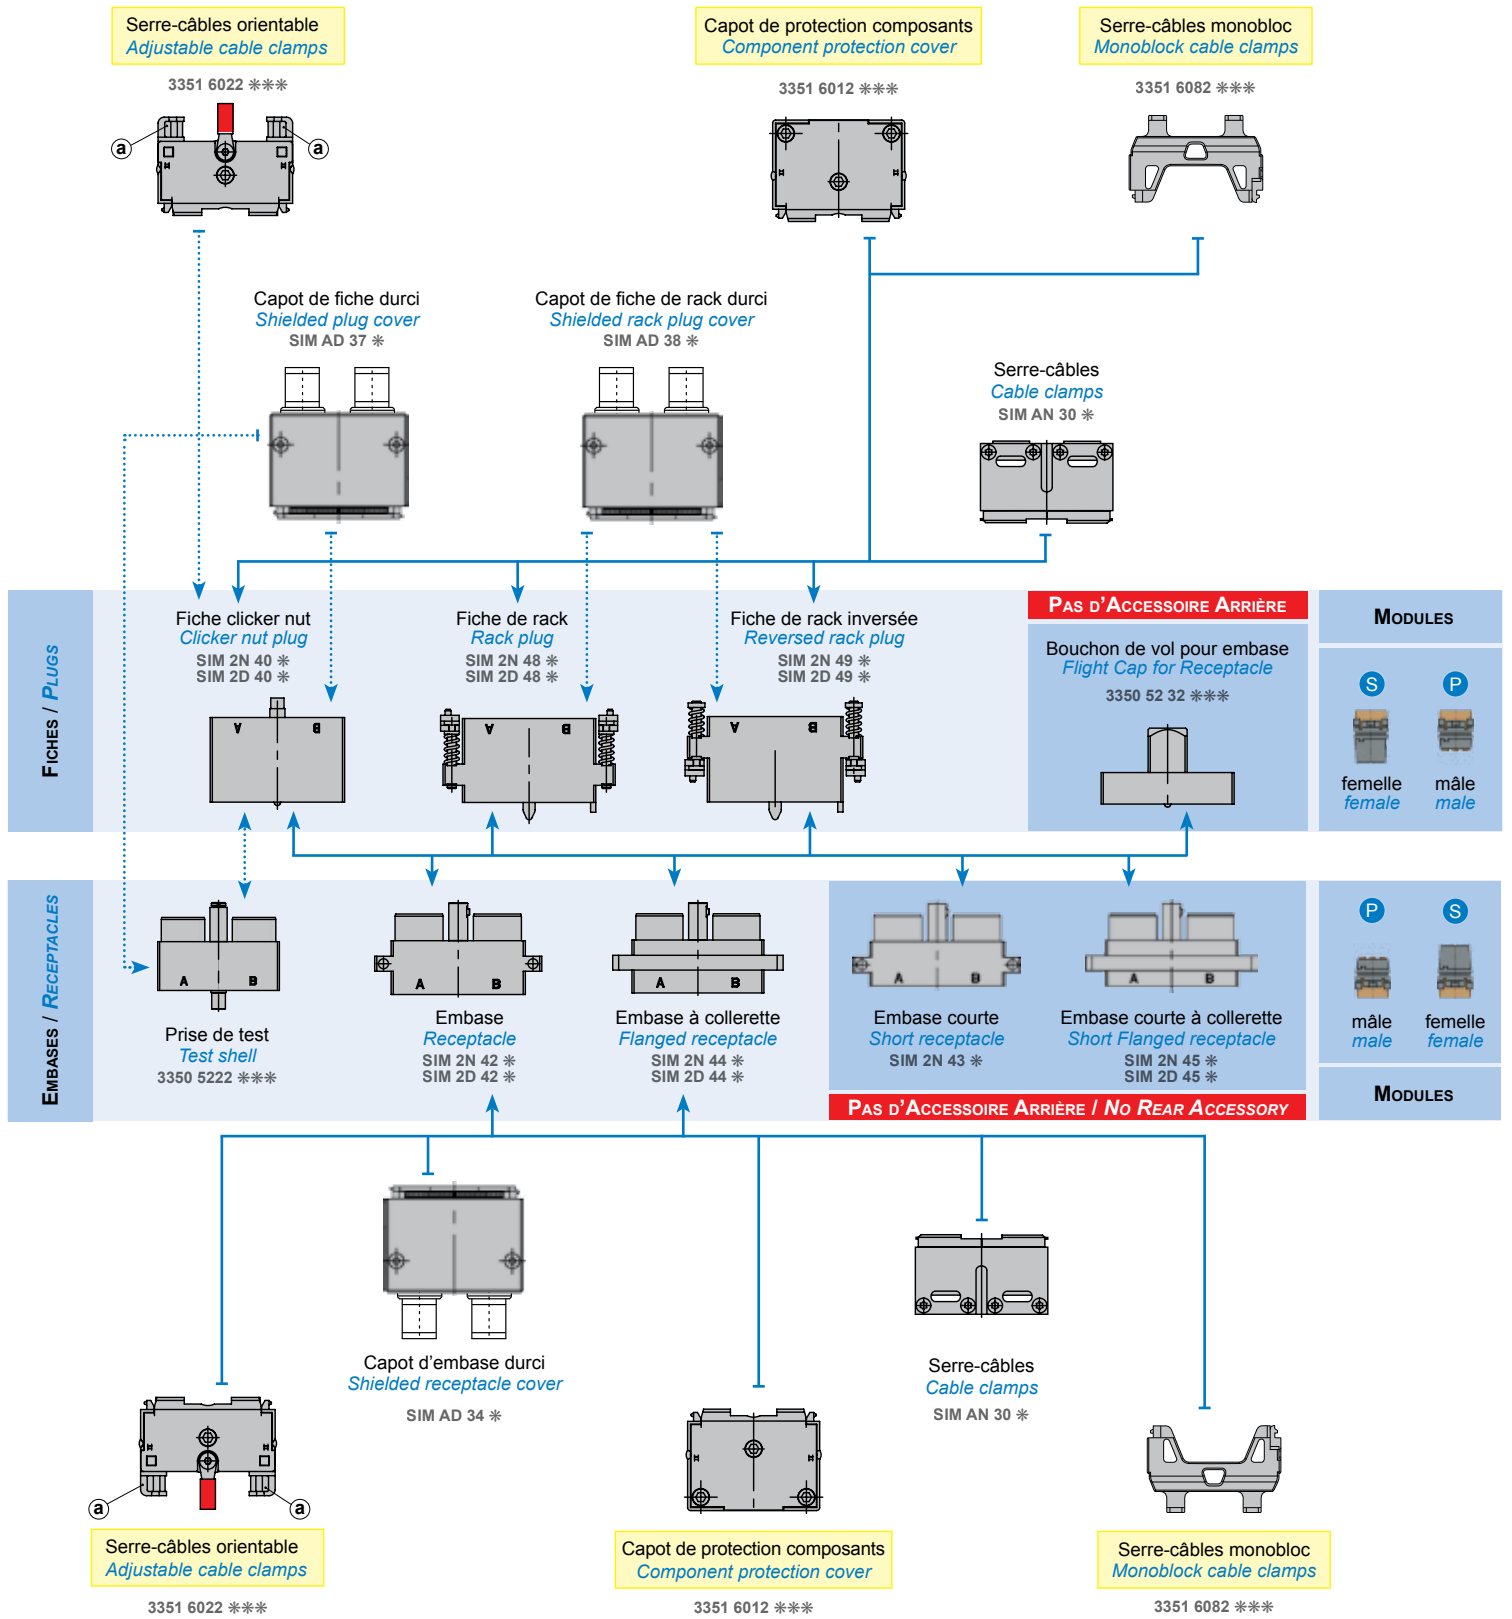 Serre-câbles orientable
Adjustable cable clamps
3351 6022 ✳✳✳
a
a
Capot de protection composants
Component protection cover
3351 6012 ✳✳✳
Serre-câbles monobloc
Monoblock cable clamps
3351 6082 ✳✳✳
Capot de fiche durci
Shielded plug cover
SIM AD 37 ✳
Capot de fiche de rack durci
Shielded rack plug cover
SIM AD 38 ✳
Serre-câbles
Cable clamps
SIM AN 30 ✳
FICHES / PLUGS
Fiche clicker nut
Clicker nut plug
SIM 2N 40 ✳
SIM 2D 40 ✳
A B
Fiche de rack
Rack plug
SIM 2N 48 ✳
SIM 2D 48 ✳
A B
Fiche de rack inversée
Reversed rack plug
SIM 2N 49 ✳
SIM 2D 49 ✳
A B
PAS D'ACCESSOIRE ARRIÈRE
Bouchon de vol pour embase
Flight Cap for Receptacle
3350 52 32 ✳✳✳
MODULES
S P
femelle mâle
female male
EMBASES / RECEPTACLES
A B
Prise de test
Test shell
3350 5222 ✳✳✳
A B
Embase
Receptacle
SIM 2N 42 ✳
SIM 2D 42 ✳
A B
Embase à collerette
Flanged receptacle
SIM 2N 44 ✳
SIM 2D 44 ✳
A B
Embase courte
Short receptacle
SIM 2N 43 ✳
A B
Embase courte à collerette
Short Flanged receptacle
SIM 2N 45 ✳
SIM 2D 45 ✳
PAS D'ACCESSOIRE ARRIÈRE / NO REAR ACCESSORY
P S
mâle femelle
male female
MODULES
Capot d'embase durci
Shielded receptacle cover
SIM AD 34 ✳
Serre-câbles
Cable clamps
SIM AN 30 ✳
a
a
Serre-câbles orientable
Adjustable cable clamps
3351 6022 ✳✳✳
Capot de protection composants
Component protection cover
3351 6012 ✳✳✳
Serre-câbles monobloc
Monoblock cable clamps
3351 6082 ✳✳✳